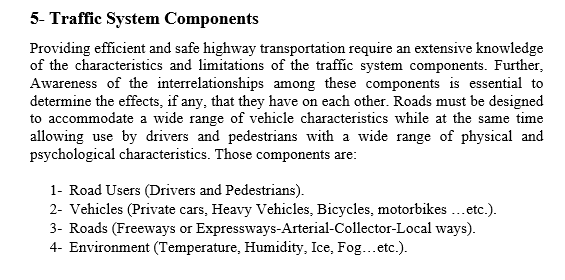 5- Traffic System Components
Providing efficient and safe highway transportation require an extensive knowledge
of the characteristics and limitations of the traffic system components. Further,
Awareness of the interrelationships among these components is essential to
determine the effects, if any, that they have on each other. Roads must be designed
to accommodate a wide range of vehicle characteristics while at the same time
allowing use by drivers and pedestrians with a wide range of physical and
psychological characteristics. Those components are:
1- Road Users (Drivers and Pedestrians).
2- Vehicles (Private cars, Heavy Vehicles, Bicycles, motorbikes …etc.).
3- Roads (Freeways or Expressways-Arterial-Collector-Local ways).
4- Environment (Temperature, Humidity, Ice, Fog…etc.).